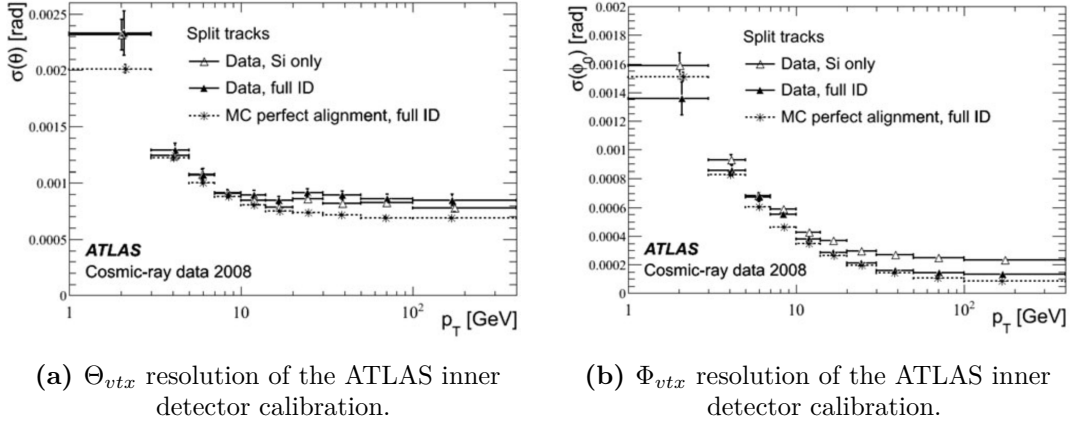 σ(θ) [rad]
0.0025
0.002
0.0015
0.001
0.0005
0
Split tracks
Data, Si only
Data, full ID
MC perfect alignment, full ID
ATLAS
Cosmic-ray data 2008
1
10
10²
p_T [GeV]
σ(ϕ₀) [rad]
0.002
0.0018
0.0016
0.0014
0.0012
0.001
0.0008
0.0006
0.0004
0.0002
0
Split tracks
Data, Si only
Data, full ID
MC perfect alignment, full ID
ATLAS
Cosmic-ray data 2008
1
10
10²
p_T [GeV]
(a) Θ_vtx resolution of the ATLAS inner
detector calibration.
(b) Φ_vtx resolution of the ATLAS inner
detector calibration.